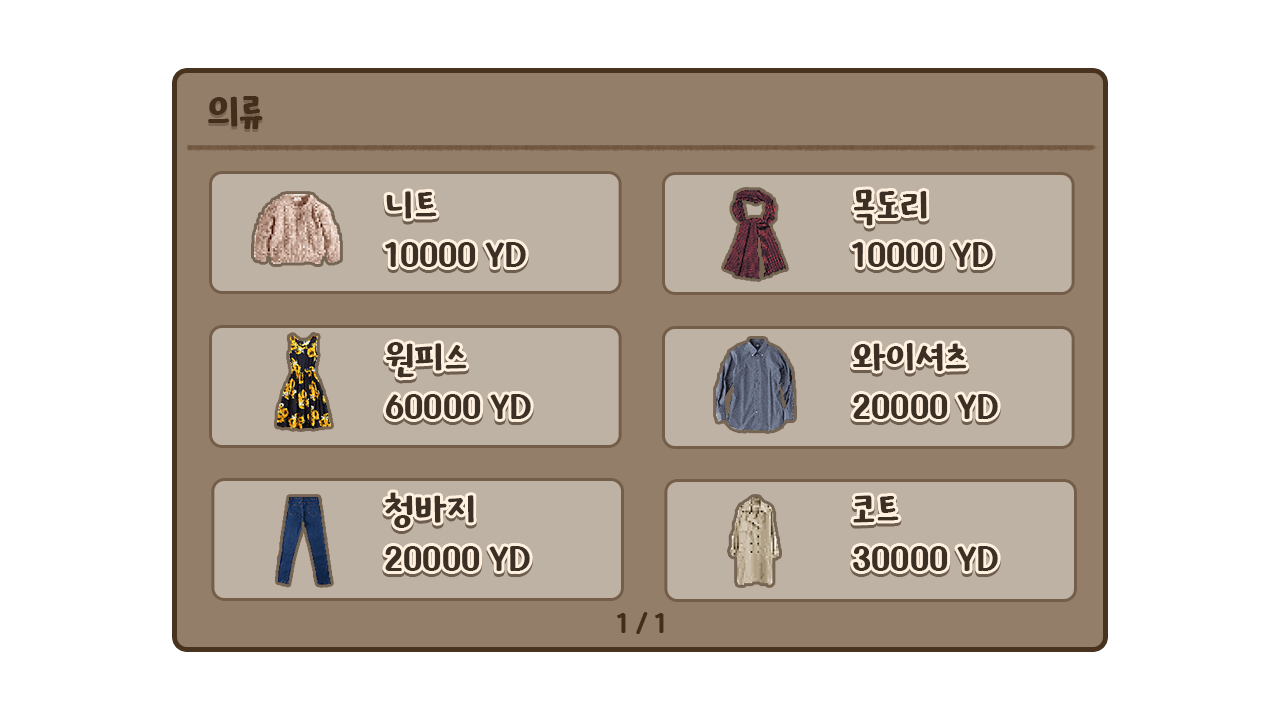 의류
니트
10000 YD
목도리
10000 YD
원피스
60000 YD
와이셔츠
20000 YD
청바지
20000 YD
코트
30000 YD
1 / 1